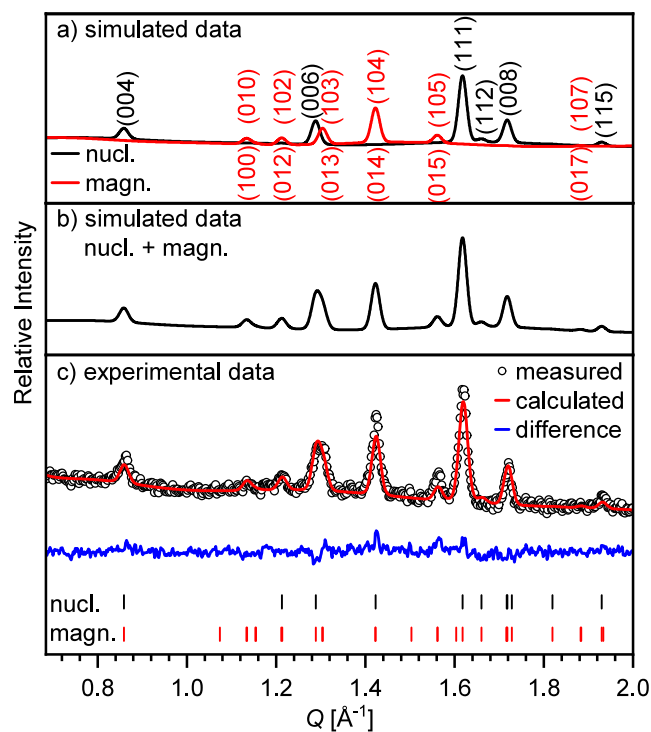 a) simulated data
(004)
(010)
(102)
(006)
(103)
(104)
(105)
(111)
(112)
(008)
(107)
(115)
nucl.
magn.
(100)
(012)
(013)
(014)
(015)
(017)
b) simulated data
nucl. + magn.
Relative Intensity
c) experimental data
measured
calculated
difference
nucl.
magn.
0.8 1.0 1.2 1.4 1.6 1.8 2.0
Q [Å⁻¹]